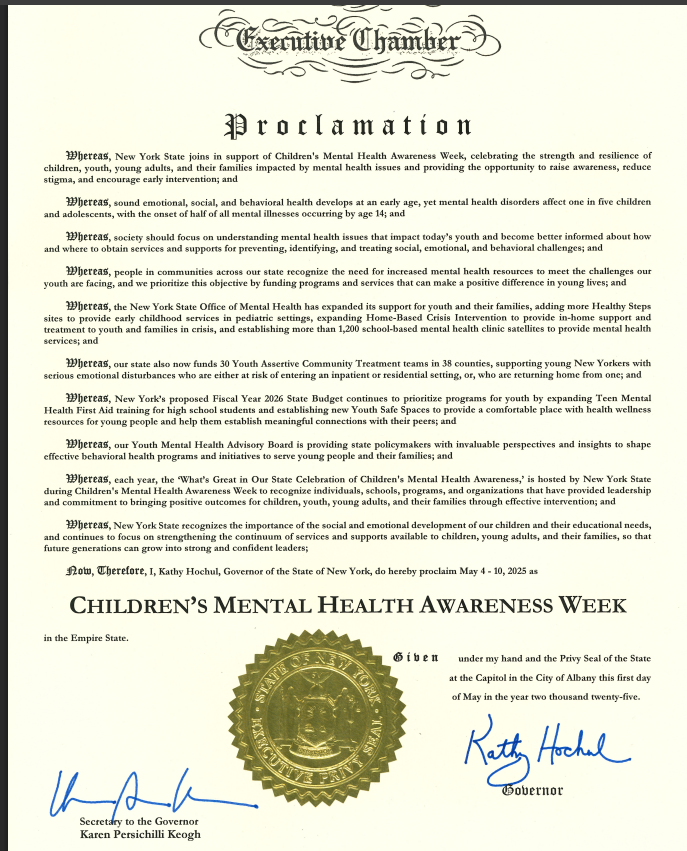 Executive Chamber
Proclamation
Whereas, New York State joins in support of Children's Mental Health Awareness Week, celebrating the strength and resilience of
children, youth, young adults, and their families impacted by mental health issues and providing the opportunity to raise awareness, reduce
stigma, and encourage early intervention; and
Whereas, sound emotional, social, and behavioral health develops at an early age, yet mental health disorders affect one in five children
and adolescents, with the onset of half of all mental illnesses occurring by age 14; and
Whereas, society should focus on understanding mental health issues that impact today's youth and become better informed about how
and where to obtain services and supports for preventing, identifying, and treating social, emotional, and behavioral challenges; and
Whereas, people in communities across our state recognize the need for increased mental health resources to meet the challenges our
youth are facing, and we prioritize this objective by funding programs and services that can make a positive difference in young lives; and
Whereas, the New York State Office of Mental Health has expanded its support for youth and their families, adding more Healthy Steps
sites to provide early childhood services in pediatric settings, expanding Home-Based Crisis Intervention to provide in-home support and
treatment to youth and families in crisis, and establishing more than 1,200 school-based mental health clinic satellites to provide mental health
services; and
Whereas, our state also now funds 30 Youth Assertive Community Treatment teams in 38 counties, supporting young New Yorkers with
serious emotional disturbances who are either at risk of entering an inpatient or residential setting, or, who are returning home from one; and
Whereas, New York's proposed Fiscal Year 2026 State Budget continues to prioritize programs for youth by expanding Teen Mental
Health First Aid training for high school students and establishing new Youth Safe Spaces to provide a comfortable place with health wellness
resources for young people and help them establish meaningful connections with their peers; and
Whereas, our Youth Mental Health Advisory Board is providing state policymakers with invaluable perspectives and insights to shape
effective behavioral health programs and initiatives to serve young people and their families; and
Whereas, each year, the 'What's Great in Our State Celebration of Children's Mental Health Awareness,' is hosted by New York State
during Children's Mental Health Awareness Week to recognize individuals, schools, programs, and organizations that have provided leadership
and commitment to bringing positive outcomes for children, youth, young adults, and their families through effective intervention; and
Whereas, New York State recognizes the importance of the social and emotional development of our children and their educational needs,
and continues to focus on strengthening the continuum of services and supports available to children, young adults, and their families, so that
future generations can grow into strong and confident leaders;
Now, Therefore, I, Kathy Hochul, Governor of the State of New York, do hereby proclaim May 4 - 10, 2025 as
CHILDREN'S MENTAL HEALTH AWARENESS WEEK
in the Empire State.
Given under my hand and the Privy Seal of the State
at the Capitol in the City of Albany this first day
of May in the year two thousand twenty-five.
STATE OF NEW YORK
EXECUTIVE PRIVY SEAL
Kathy Hochul
Governor
Secretary to the Governor
Karen Persichilli Keogh